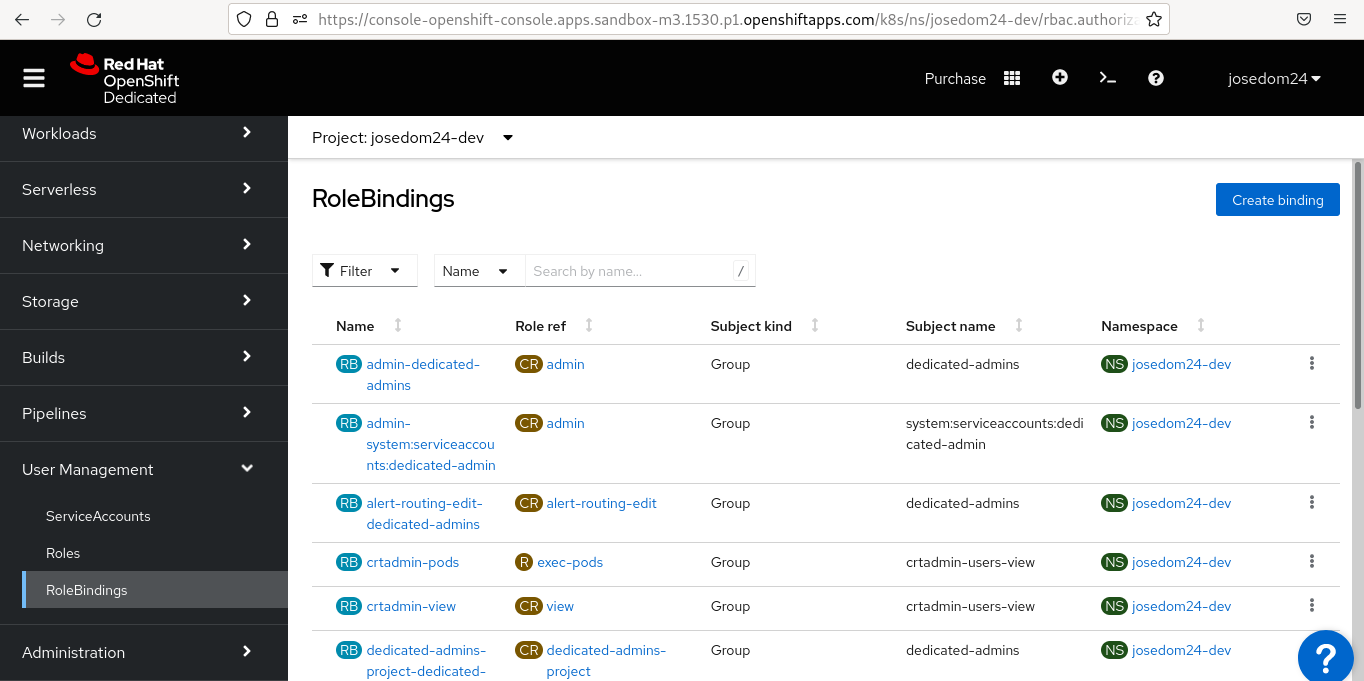 https://console-openshift-console.apps.sandbox-m3.1530.p1.openshiftapps.com/k8s/ns/josedom24-dev/rbac.authoriza
Red Hat
OpenShift
Dedicated
Purchase
josedom24
Workloads
Serverless
Networking
Storage
Builds
Pipelines
User Management
ServiceAccounts
Roles
RoleBindings
Administration
Project: josedom24-dev
RoleBindings
Create binding
Filter Name Search by name... /
Name Role ref Subject kind Subject name Namespace
RB admin-dedicated- CR admin Group dedicated-admins NS josedom24-dev
admins
RB admin- CR admin Group system:serviceaccounts:dedi NS josedom24-dev
system:serviceaccou cated-admin
nts:dedicated-admin
RB alert-routing-edit- CR alert-routing-edit Group dedicated-admins NS josedom24-dev
dedicated-admins
RB crtadmin-pods R exec-pods Group crtadmin-users-view NS josedom24-dev
RB crtadmin-view CR view Group crtadmin-users-view NS josedom24-dev
RB dedicated-admins- CR dedicated-admins- Group dedicated-admins NS josedom24-dev
project-dedicated- project
?